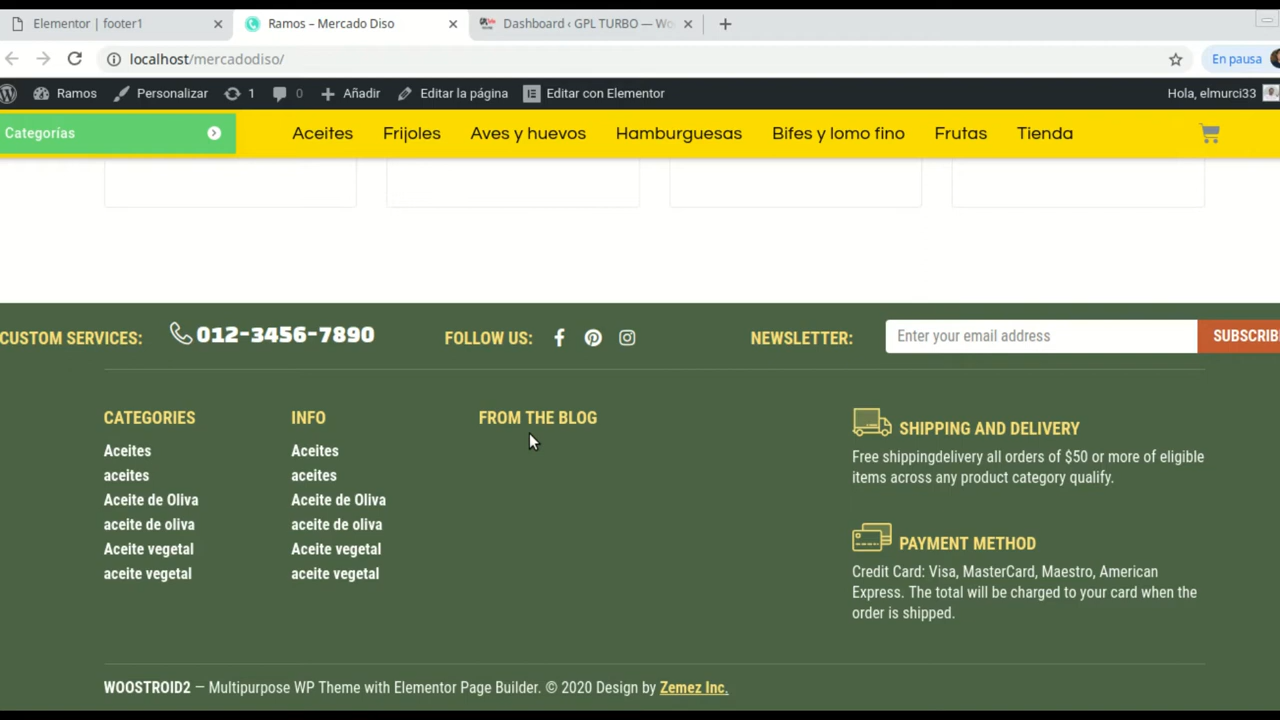 Elementor | footer1
Ramos – Mercado Diso
Dashboard ‹ GPL TURBO — Wo
localhost/mercadodiso/
En pausa
Ramos
Personalizar
1
0
Añadir
Editar la página
Editar con Elementor
Hola, elmurci33
Categorías
Aceites
Frijoles
Aves y huevos
Hamburguesas
Bifes y lomo fino
Frutas
Tienda
CUSTOM SERVICES:
012-3456-7890
FOLLOW US:
NEWSLETTER:
Enter your email address
SUBSCRIB
CATEGORIES
Aceites
aceites
Aceite de Oliva
aceite de oliva
Aceite vegetal
aceite vegetal
INFO
Aceites
aceites
Aceite de Oliva
aceite de oliva
Aceite vegetal
aceite vegetal
FROM THE BLOG
SHIPPING AND DELIVERY
Free shippingdelivery all orders of $50 or more of eligible
items across any product category qualify.
PAYMENT METHOD
Credit Card: Visa, MasterCard, Maestro, American
Express. The total will be charged to your card when the
order is shipped.
WOOSTROID2 — Multipurpose WP Theme with Elementor Page Builder. © 2020 Design by Zemez Inc.